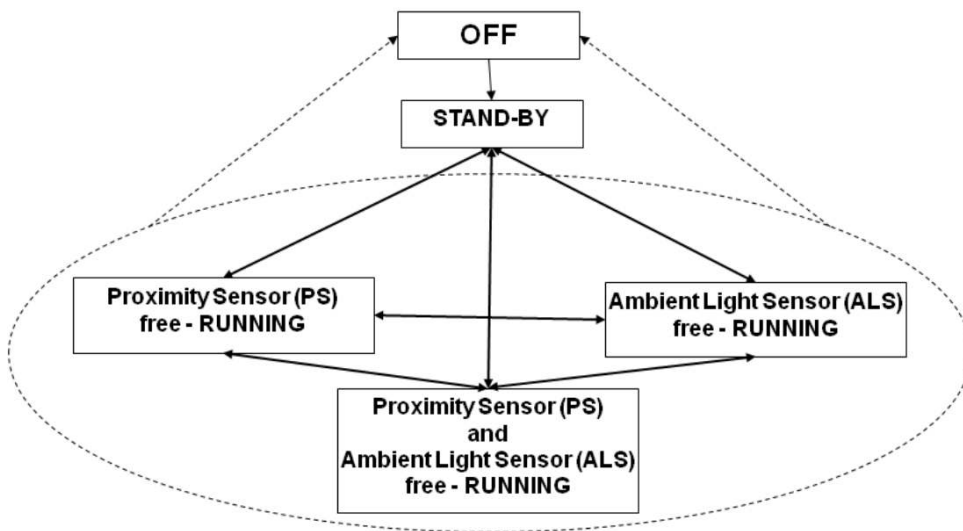 OFF
STAND-BY
Proximity Sensor (PS)
free - RUNNING
Ambient Light Sensor (ALS)
free - RUNNING
Proximity Sensor (PS)
and
Ambient Light Sensor (ALS)
free - RUNNING